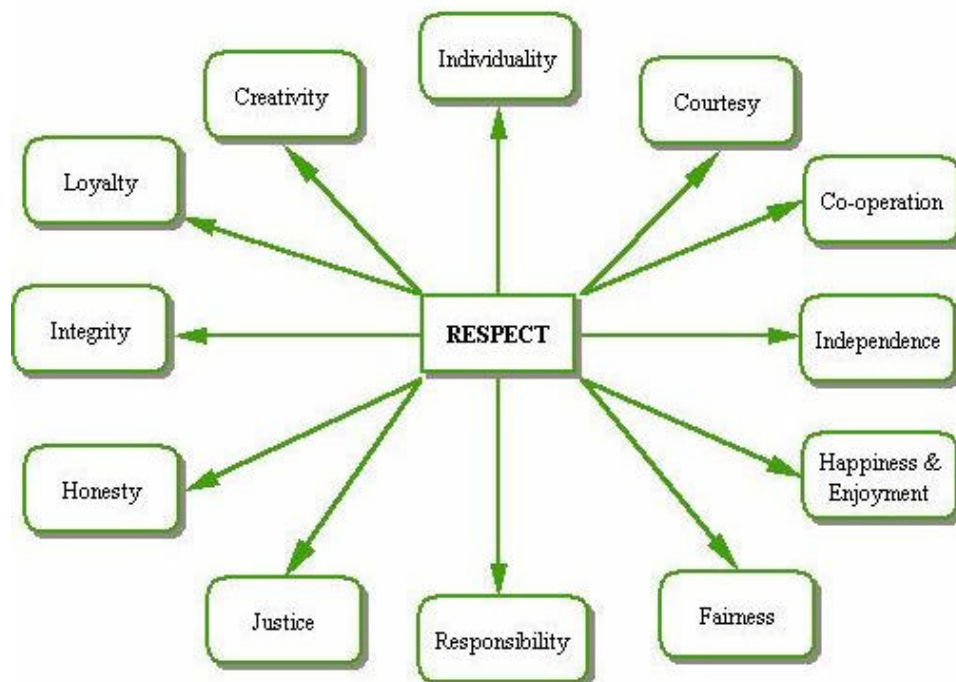 Individuality
Creativity
Courtesy
Loyalty
Co-operation
Integrity
RESPECT
Independence
Honesty
Happiness &
Enjoyment
Justice
Responsibility
Fairness